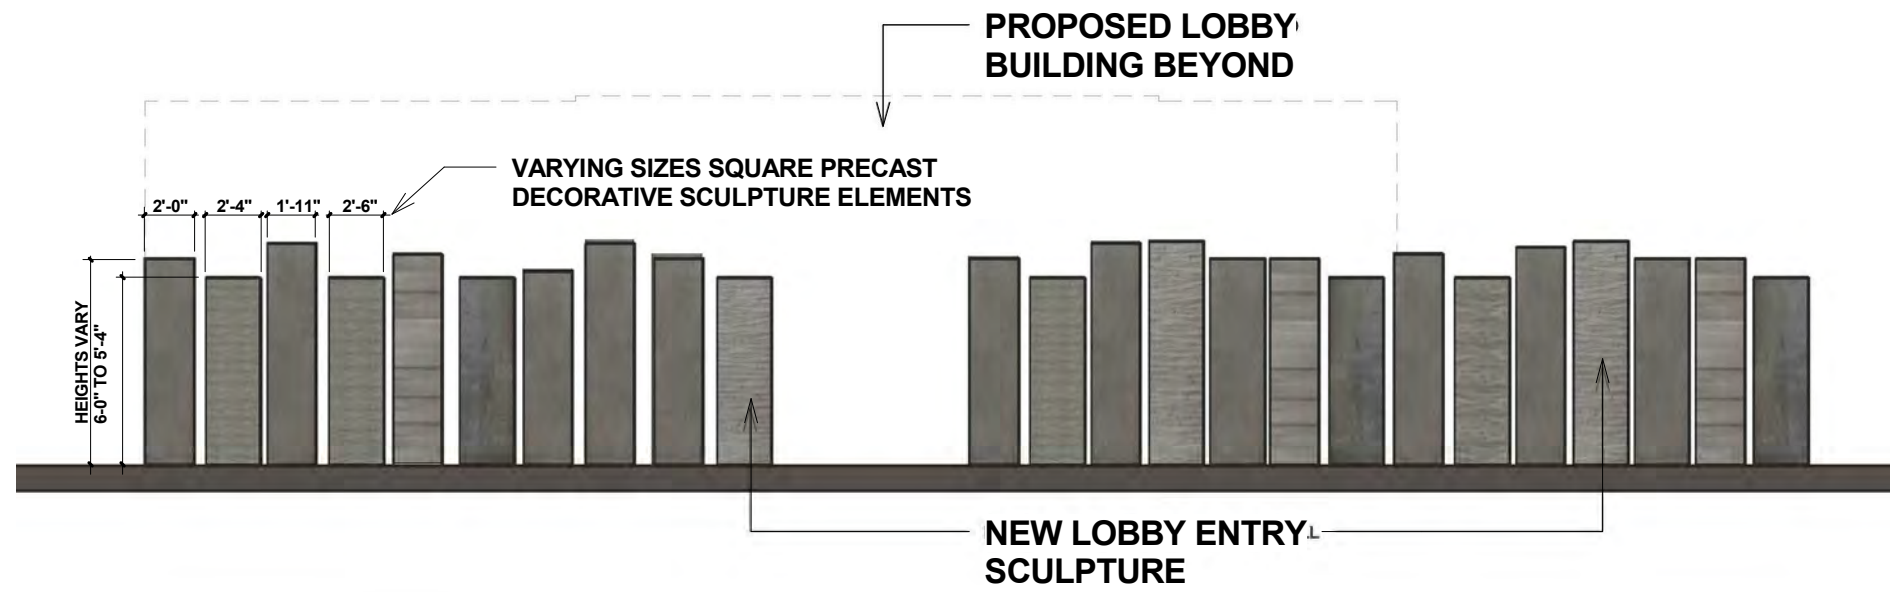 PROPOSED LOBBY
BUILDING BEYOND
VARYING SIZES SQUARE PRECAST
DECORATIVE SCULPTURE ELEMENTS
2'-0" 2'-4" 1'-11" 2'-6"
HEIGHTS VARY
6-0" TO 5'-4"
NEW LOBBY ENTRY
SCULPTURE